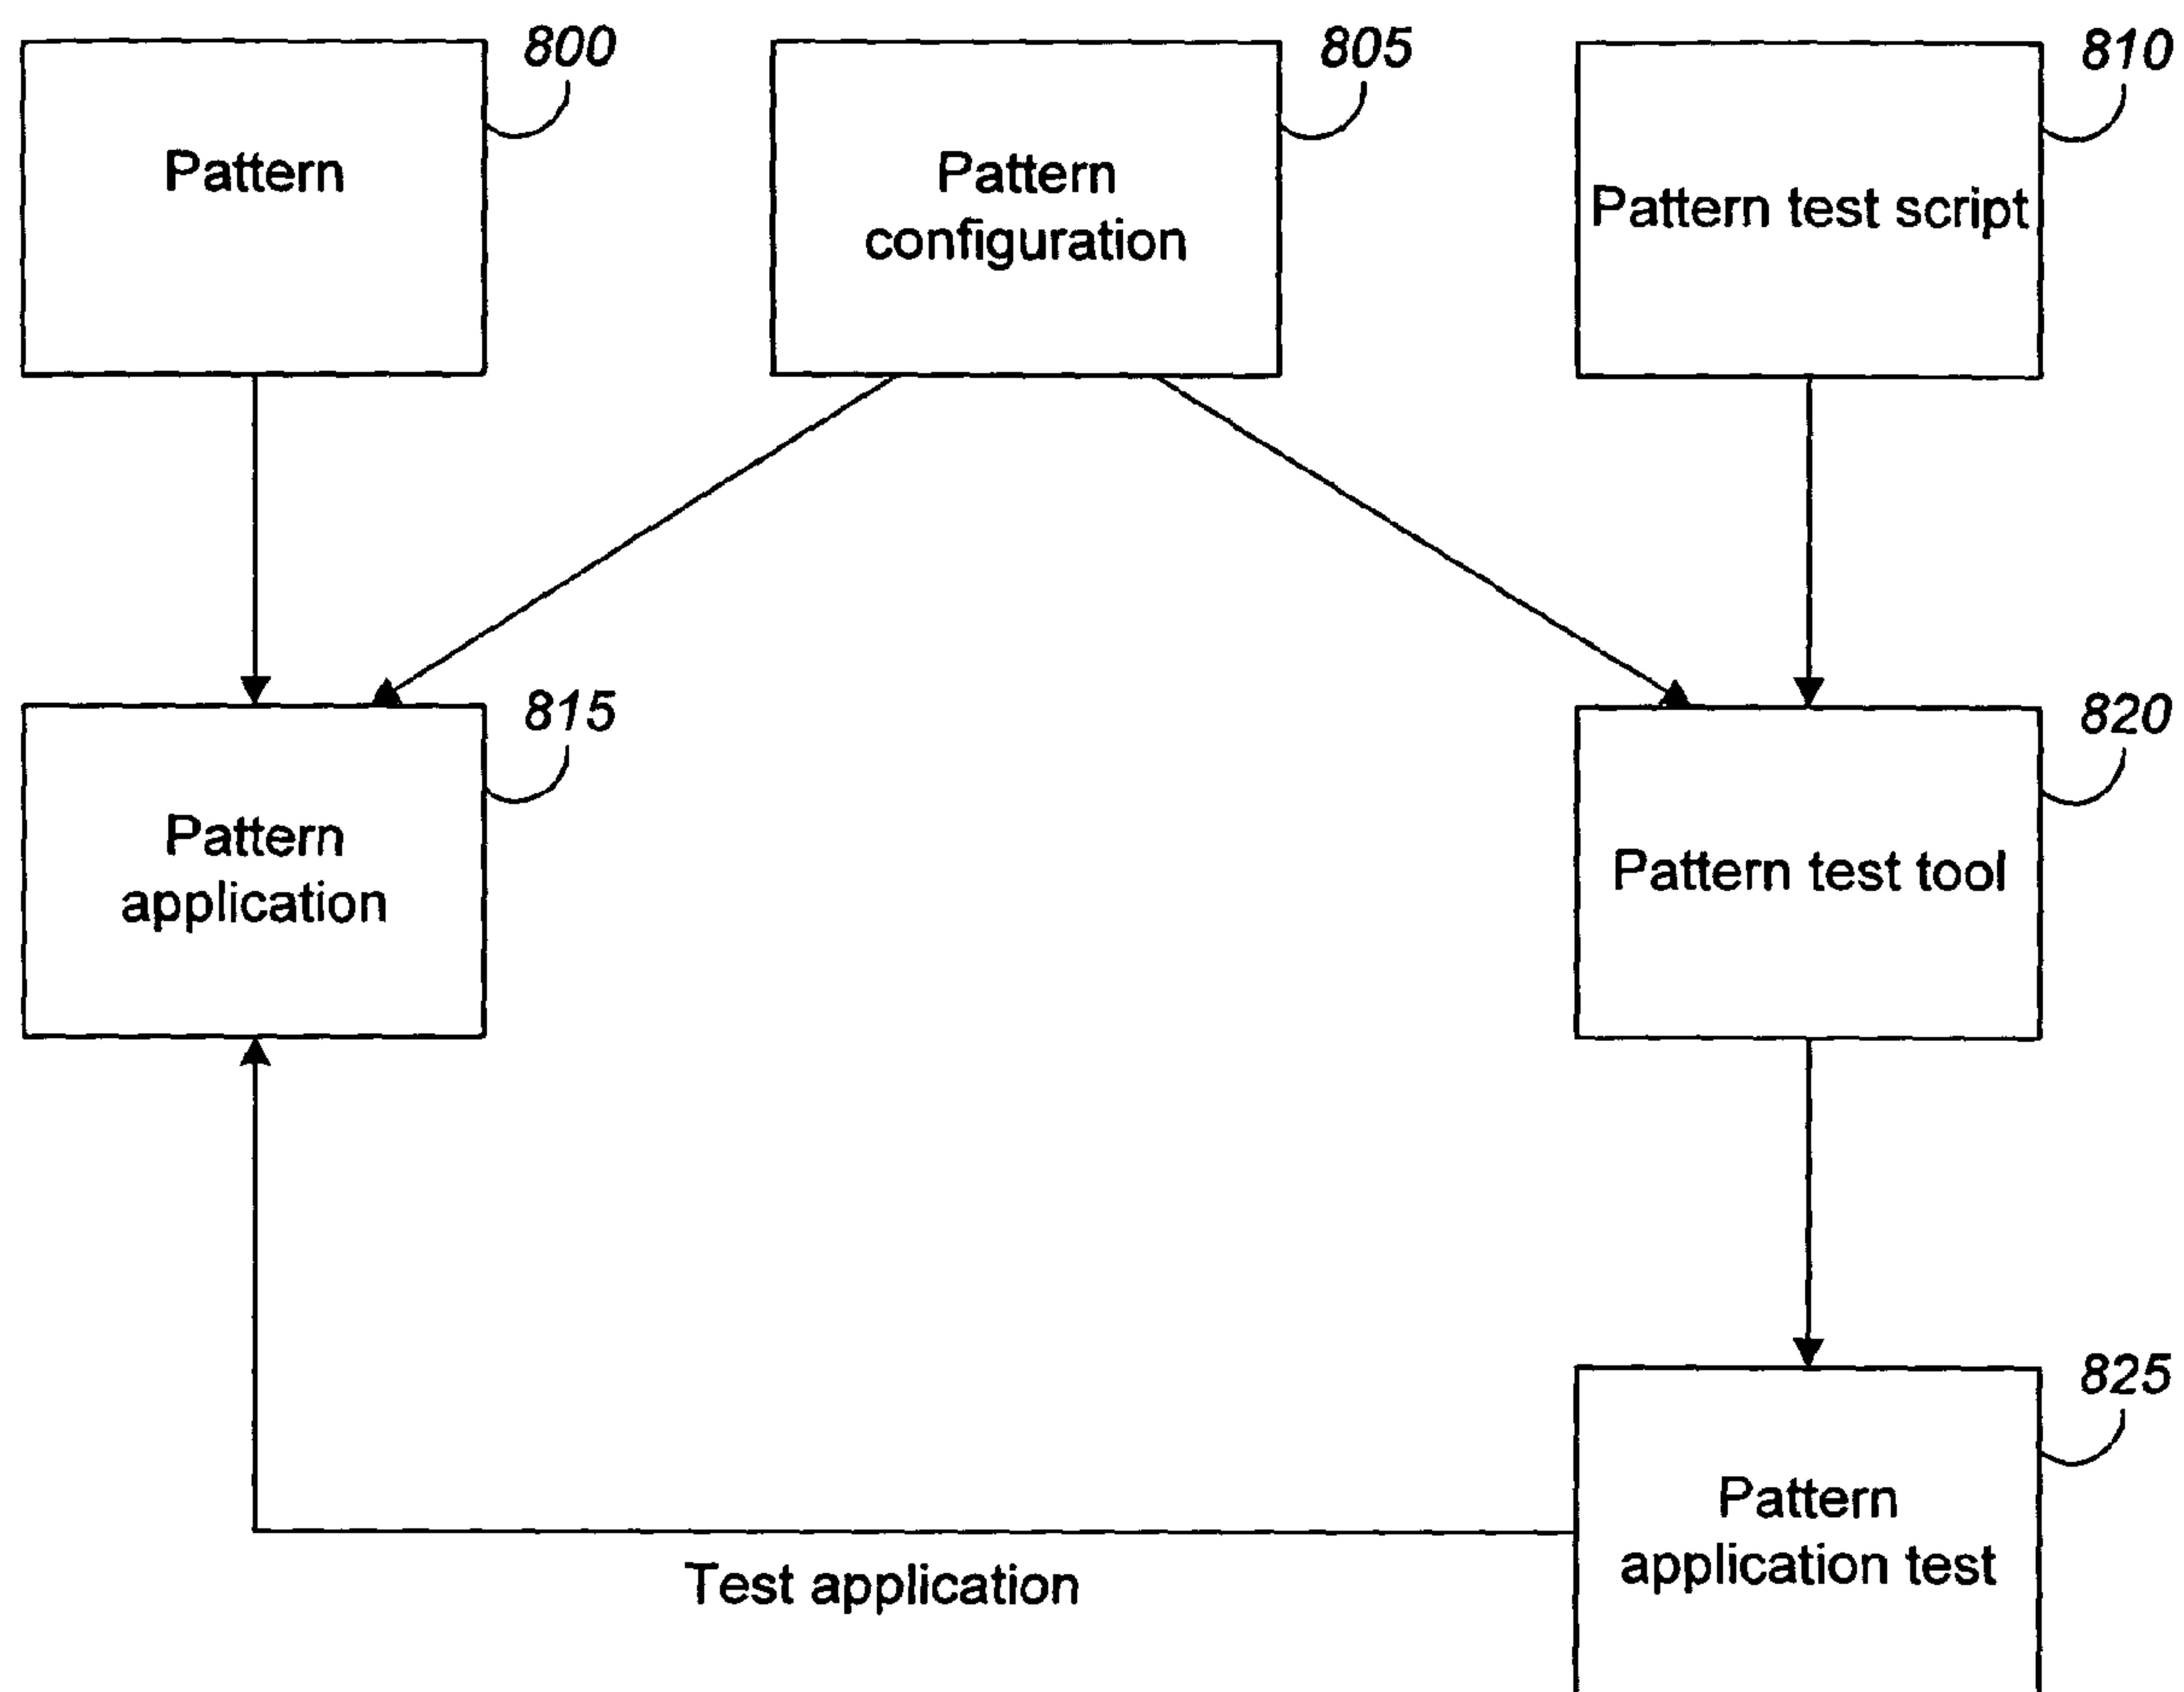 800
805
810
Pattern
Pattern
configuration
Pattern test script
815
820
Pattern
application
Pattern test tool
825
Pattern
application test
Test application